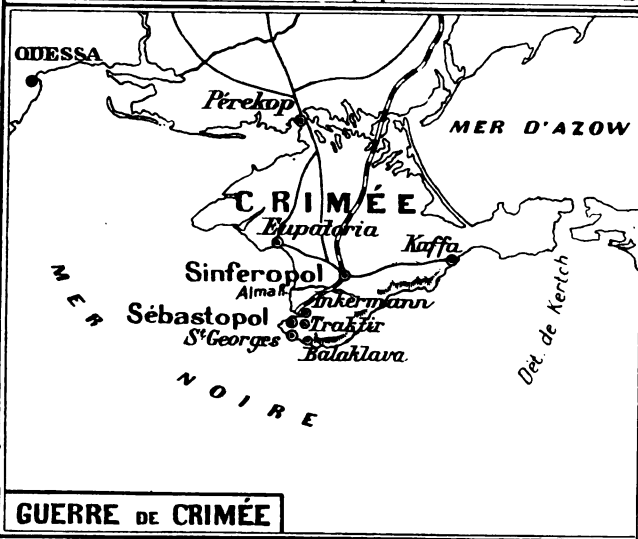 ODESSA
Pérekop
MER D'AZOW
CRIMÉE
Eupatoria
Kaffa
Sinferopol
Alma R.
Inkermann
Sébastopol
Traktir
St Georges
Balaklava
Dét. de Kertch
MER NOIRE
GUERRE DE CRIMÉE